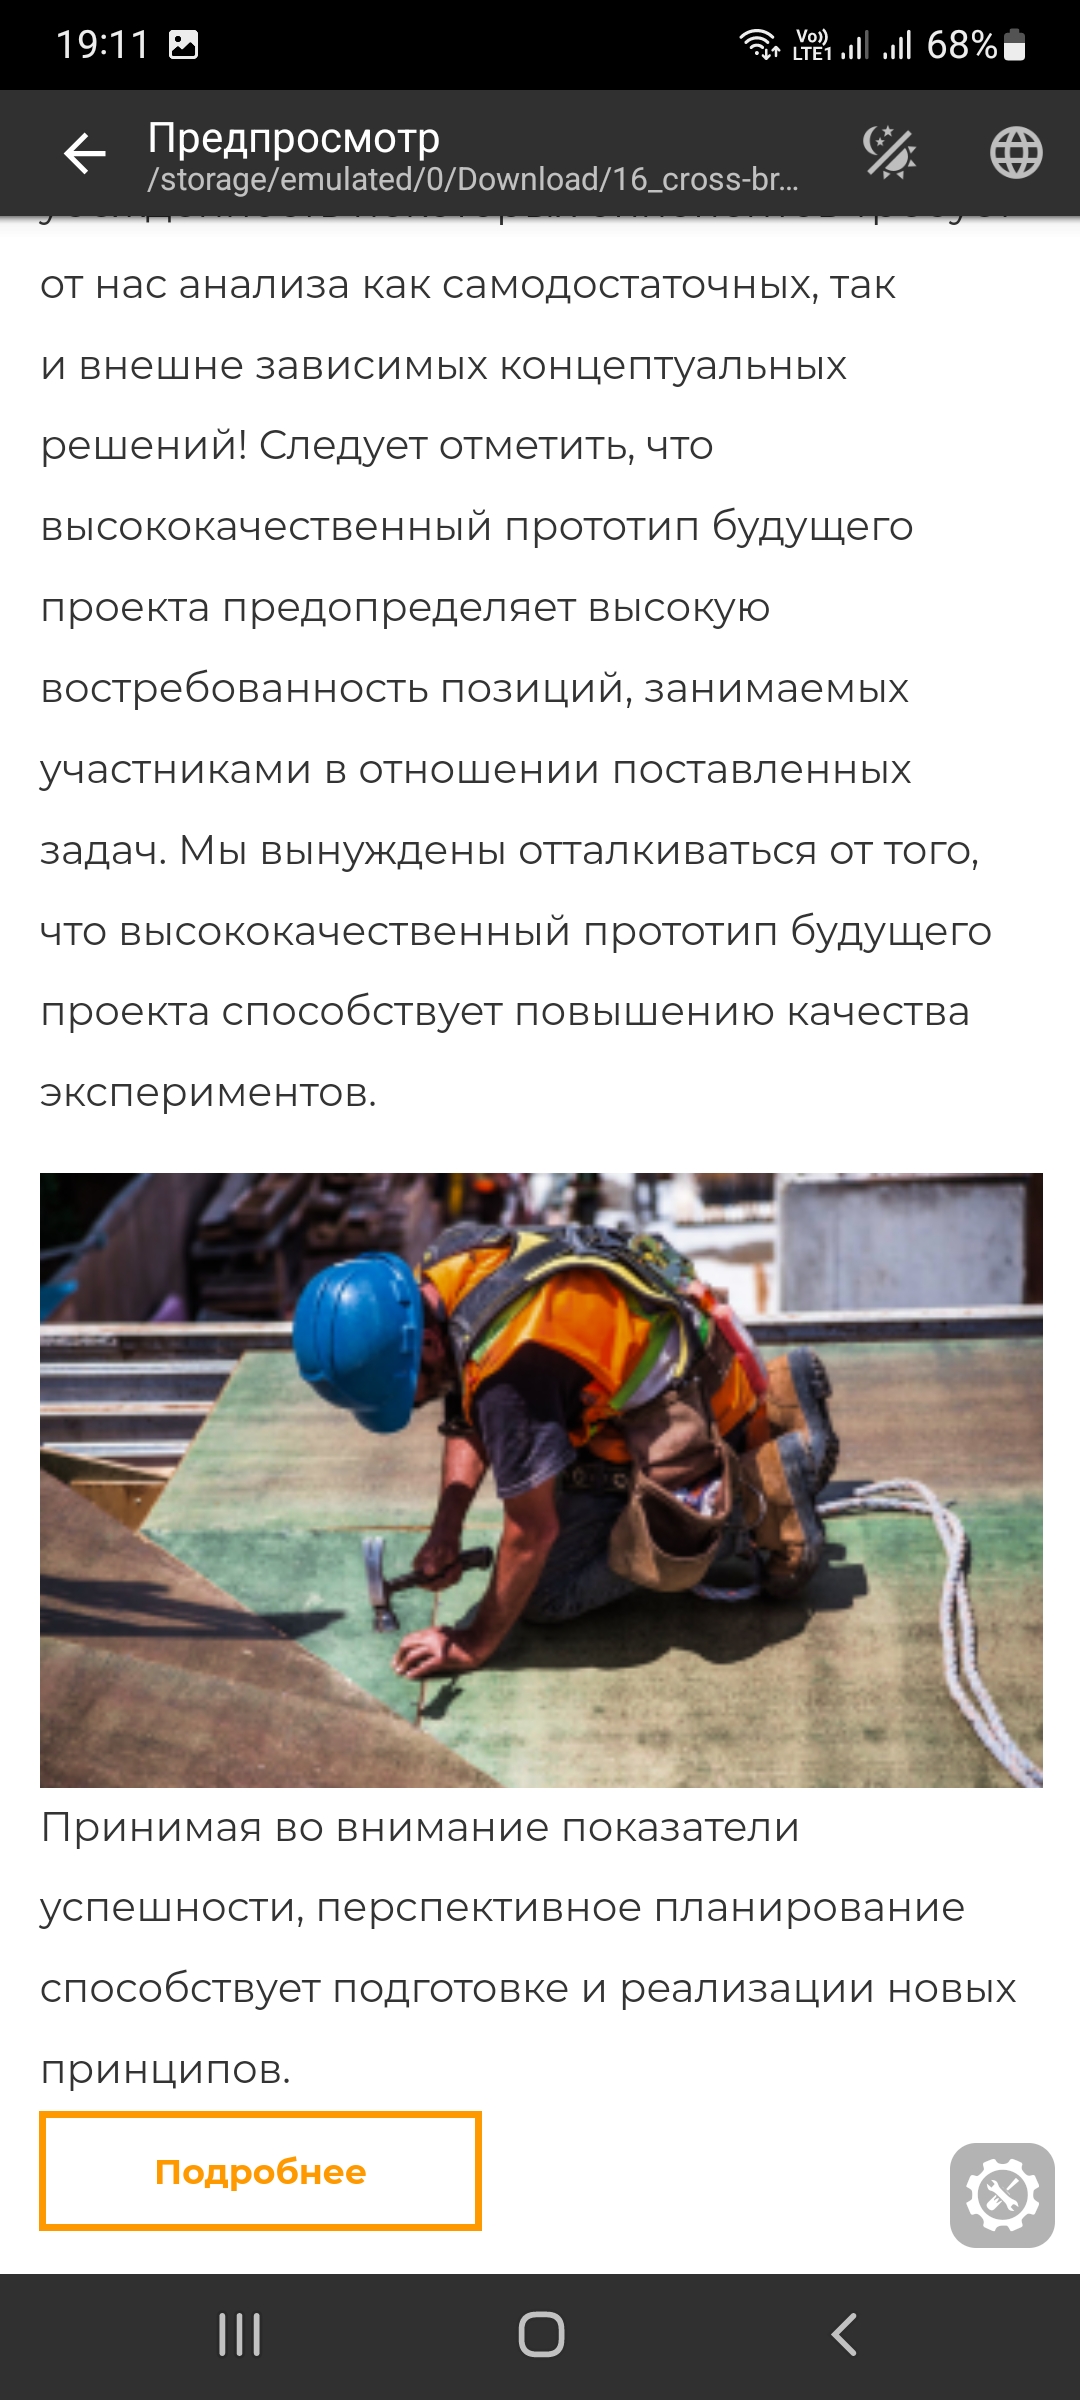 19:11
Vo)) LTE1 68%
Предпросмотр
/storage/emulated/0/Download/16_cross-br...
от нас анализа как самодостаточных, так
и внешне зависимых концептуальных
решений! Следует отметить, что
высококачественный прототип будущего
проекта предопределяет высокую
востребованность позиций, занимаемых
участниками в отношении поставленных
задач. Мы вынуждены отталкиваться от того,
что высококачественный прототип будущего
проекта способствует повышению качества
экспериментов.
Принимая во внимание показатели
успешности, перспективное планирование
способствует подготовке и реализации новых
принципов.
Подробнее